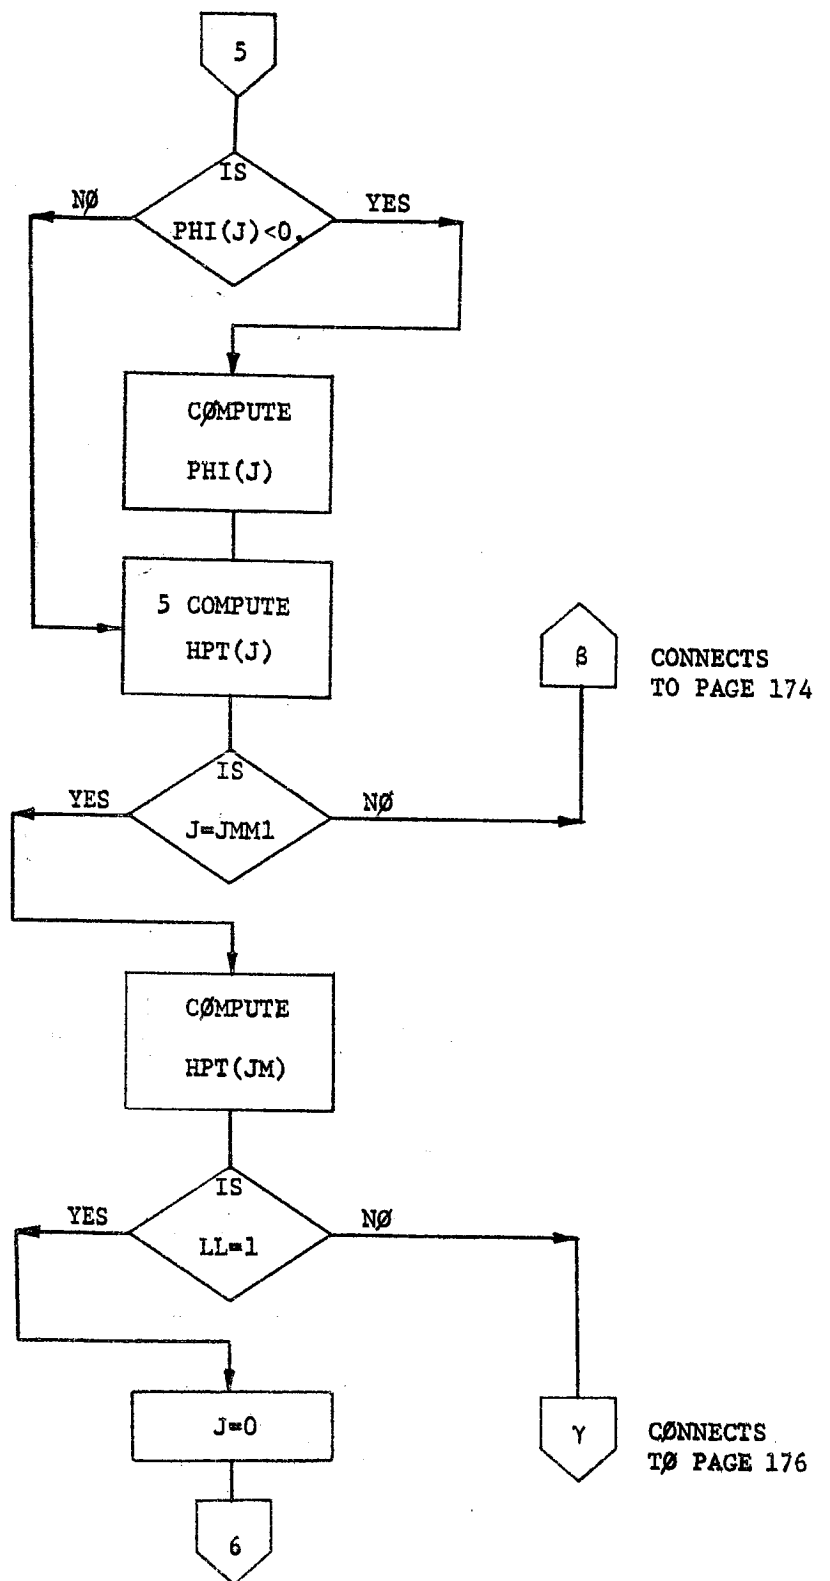 5
IS
NØ
YES
PHI(J)<0.
CØMPUTE
PHI(J)
5 COMPUTE
HPT(J)
β
CONNECTS
TO PAGE 174
IS
YES
NØ
J=JMM1
CØMPUTE
HPT(JM)
IS
YES
NØ
LL=1
J=0
γ
CØNNECTS
TØ PAGE 176
6